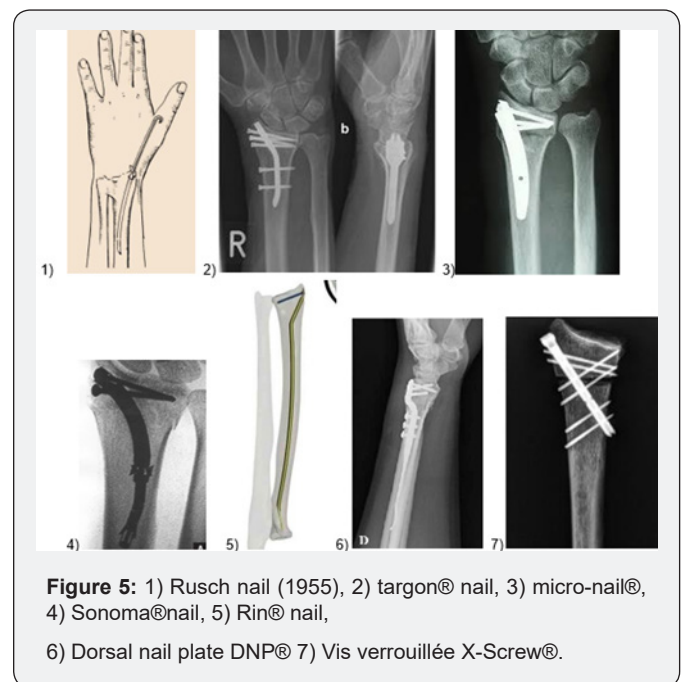 1)
2)
b
R
3)
4)
5)
6)
D
7)
Figure 5: 1) Rusch nail (1955), 2) targon® nail, 3) micro-nail®,
4) Sonoma®nail, 5) Rin® nail,
6) Dorsal nail plate DNP® 7) Vis verrouillée X-Screw®.